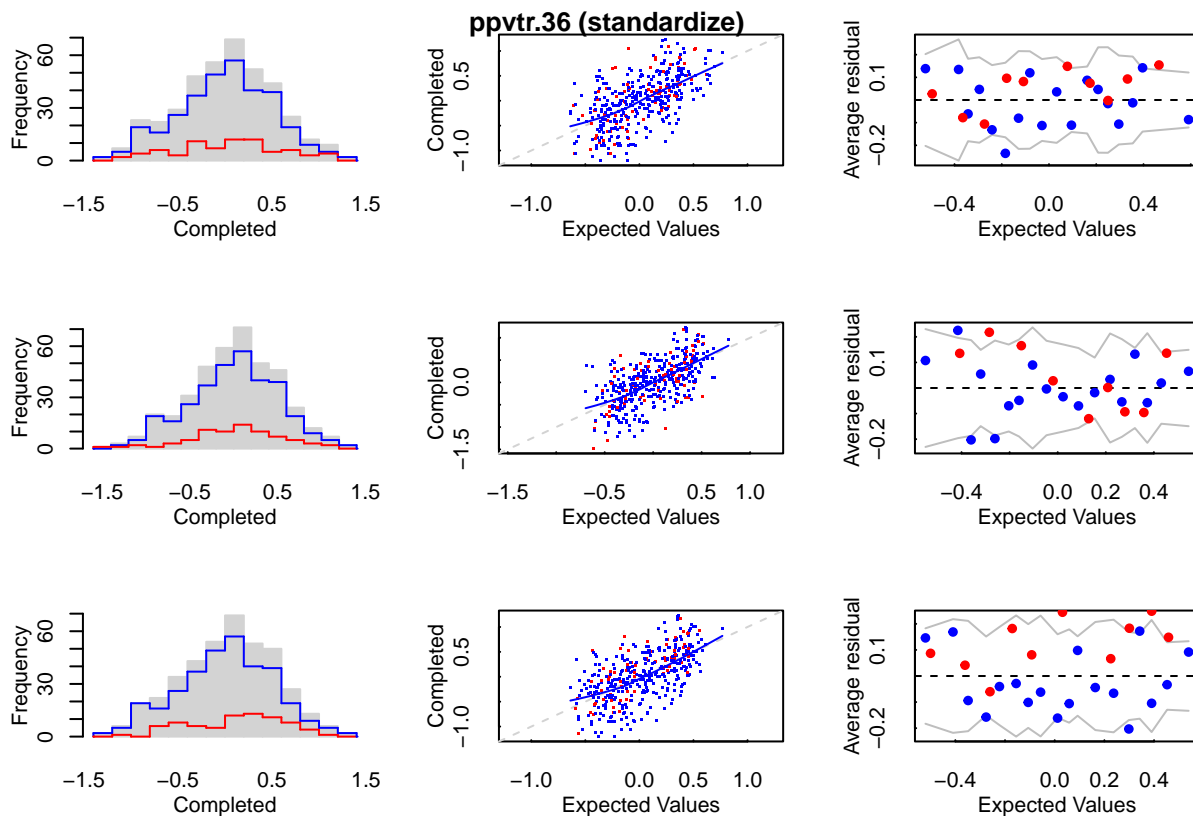 ppvtr.36 (standardize)
Frequency
0 30 60
−1.5 −0.5 0.5 1.5
Completed
Completed
−1.0 0.5
−1.0 0.0 0.5 1.0
Expected Values
Average residual
−0.2 0.1
−0.4 0.0 0.4
Expected Values
Frequency
0 30 60
−1.5 −0.5 0.5 1.5
Completed
Completed
−1.5 0.0
−1.5 −0.5 0.5 1.0
Expected Values
Average residual
−0.2 0.1
−0.4 0.0 0.2 0.4
Expected Values
Frequency
0 30 60
−1.5 −0.5 0.5 1.5
Completed
Completed
−1.0 0.5
−1.0 0.0 0.5 1.0
Expected Values
Average residual
−0.2 0.1
−0.4 0.0 0.4
Expected Values